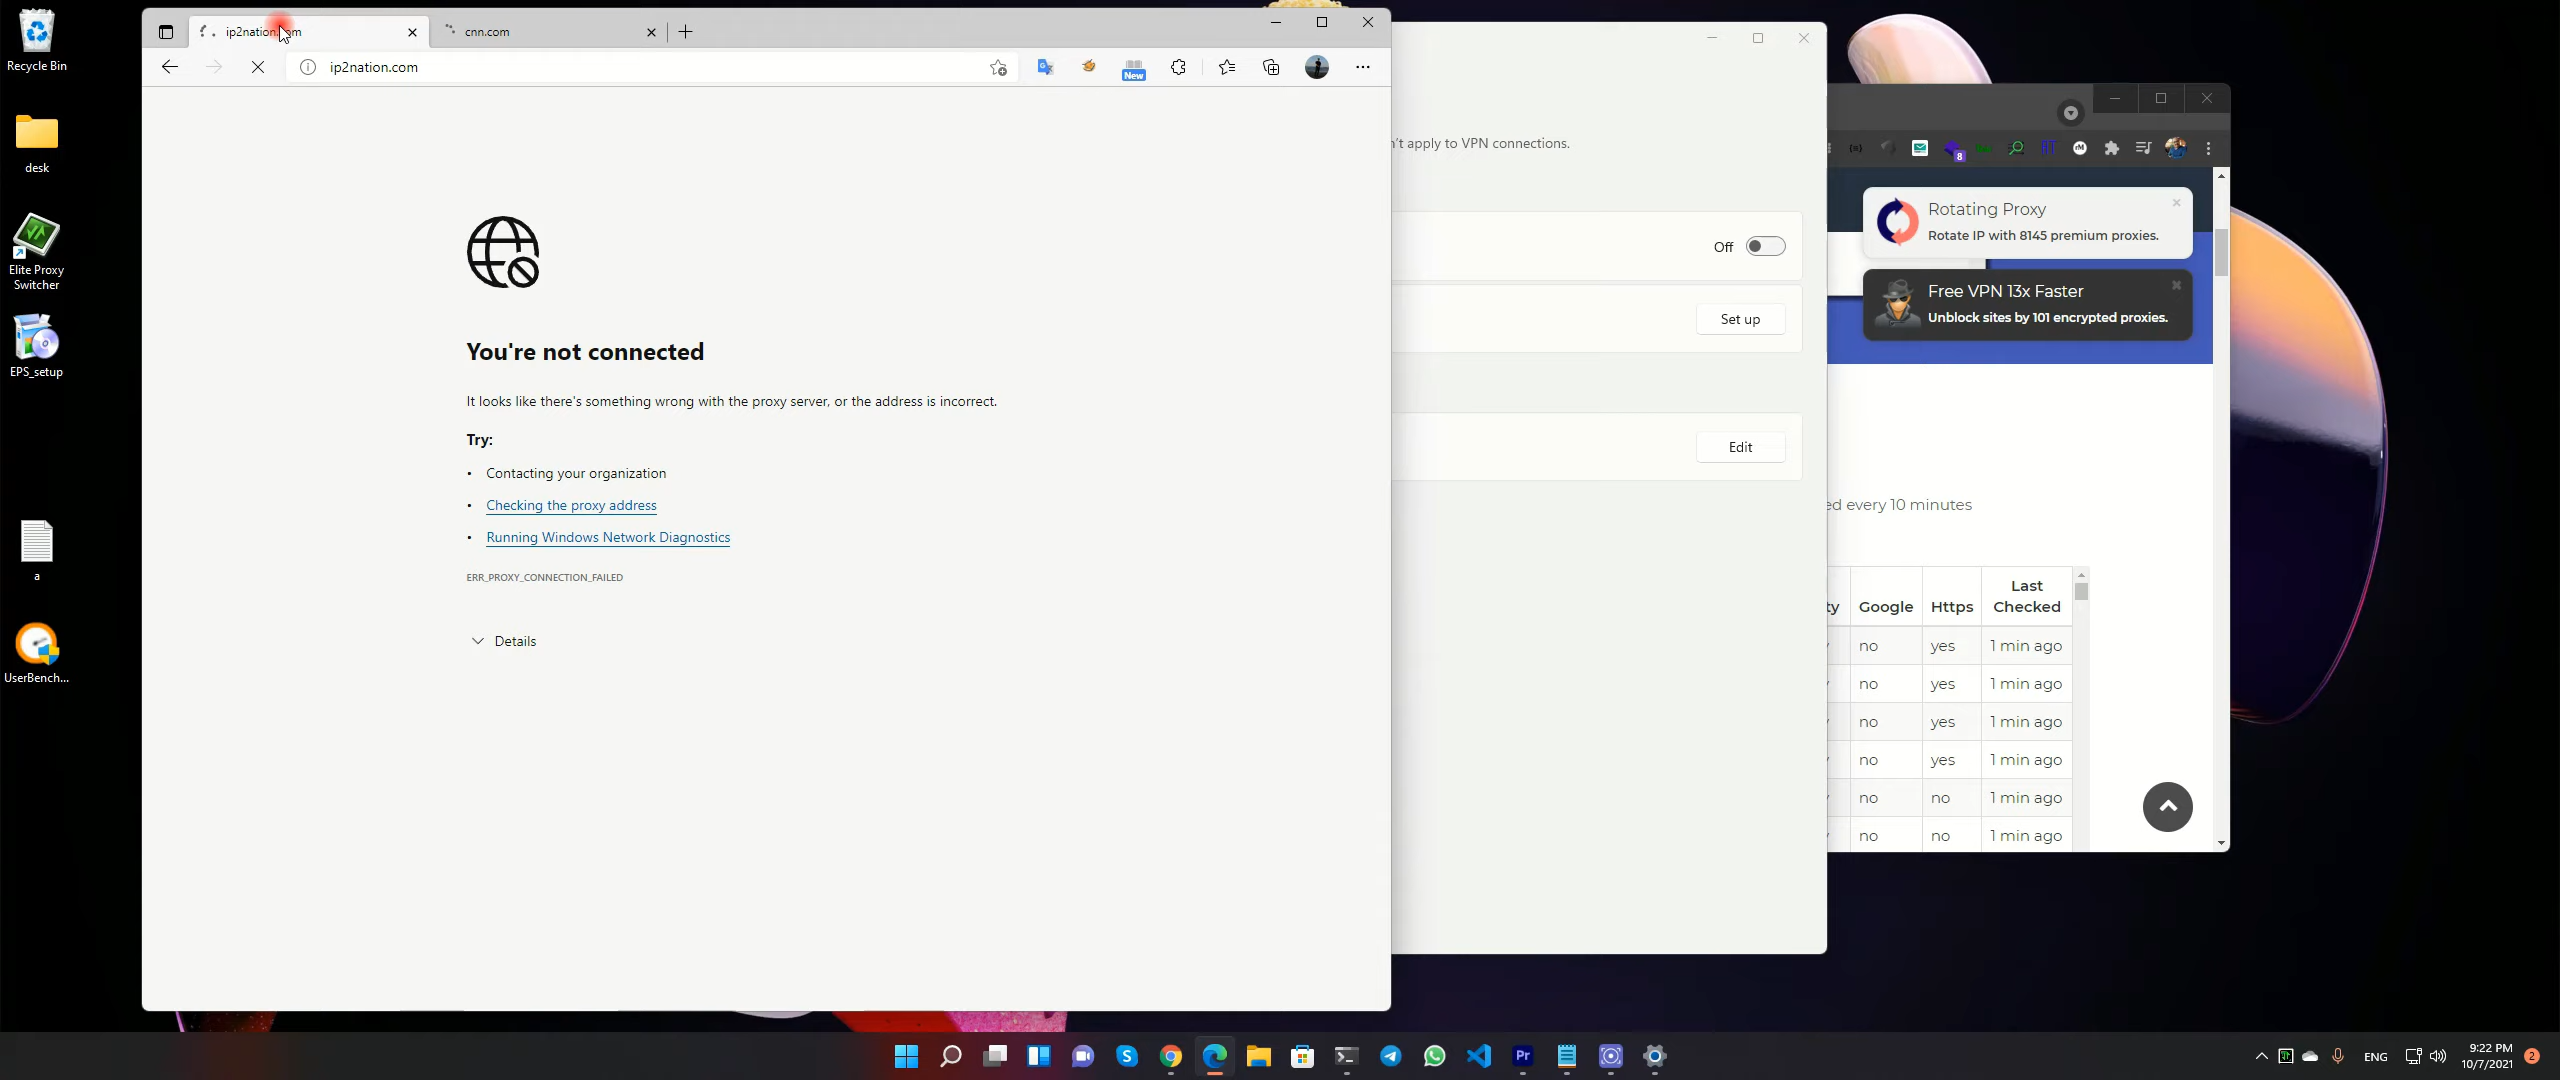 Recycle Bin
desk
Elite Proxy
Switcher
EPS_setup
a
UserBench...
cnn.com
ip2nation.com
New
You're not connected
It looks like there's something wrong with the proxy server, or the address is incorrect.
Try:
• Contacting your organization
• Checking the proxy address
• Running Windows Network Diagnostics
ERR_PROXY_CONNECTION_FAILED
Details
't apply to VPN connections.
Off
Set up
Edit
8
Rotating Proxy
Rotate IP with 8145 premium proxies.
Free VPN 13x Faster
Unblock sites by 101 encrypted proxies.
ed every 10 minutes
ty Google Https Last Checked
no yes 1 min ago
no yes 1 min ago
no yes 1 min ago
no yes 1 min ago
no no 1 min ago
no no 1 min ago
Pr
ENG
9:22 PM
10/7/2021
2